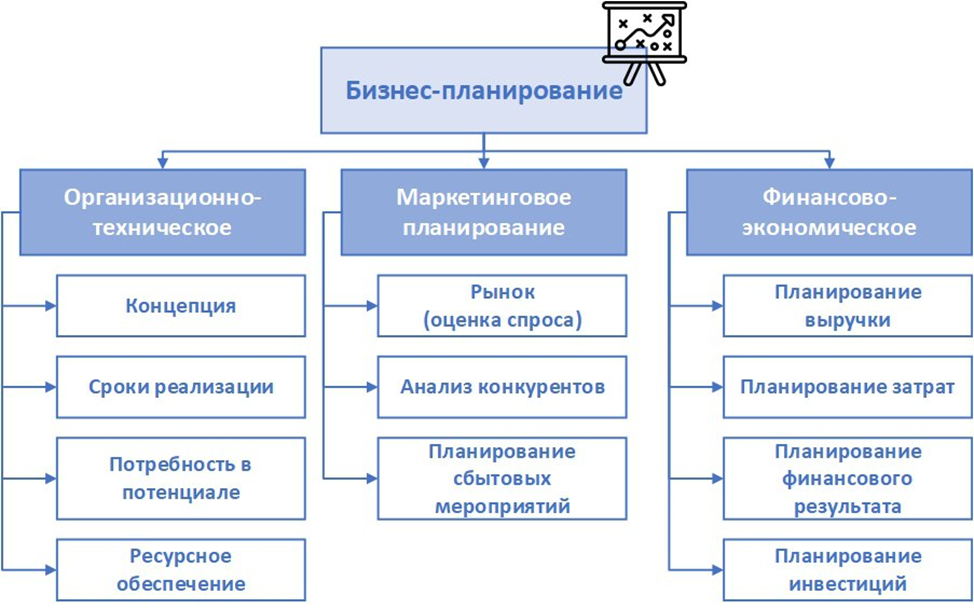 Бизнес-планирование
Организационно-
техническое
Концепция
Сроки реализации
Потребность в
потенциале
Ресурсное
обеспечение
Маркетинговое
планирование
Рынок
(оценка спроса)
Анализ конкурентов
Планирование
сбытовых
мероприятий
Финансово-
экономическое
Планирование
выручки
Планирование затрат
Планирование
финансового
результата
Планирование
инвестиций